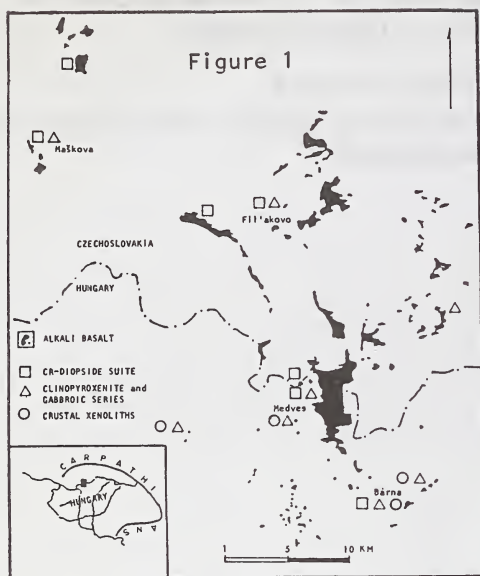 Figure 1
Maškova
Fil'akovo
CZECHOSLOVAKIA
HUNGARY
ALKALI BASALT
CR-DIOPSIDE SUITE
CLINOPYROXENITE and
GABBROIC SERIES
CRUSTAL XENOLITHS
Medves
Bárna
CARPATHIANS
HUNGARY
1 5 10 KM